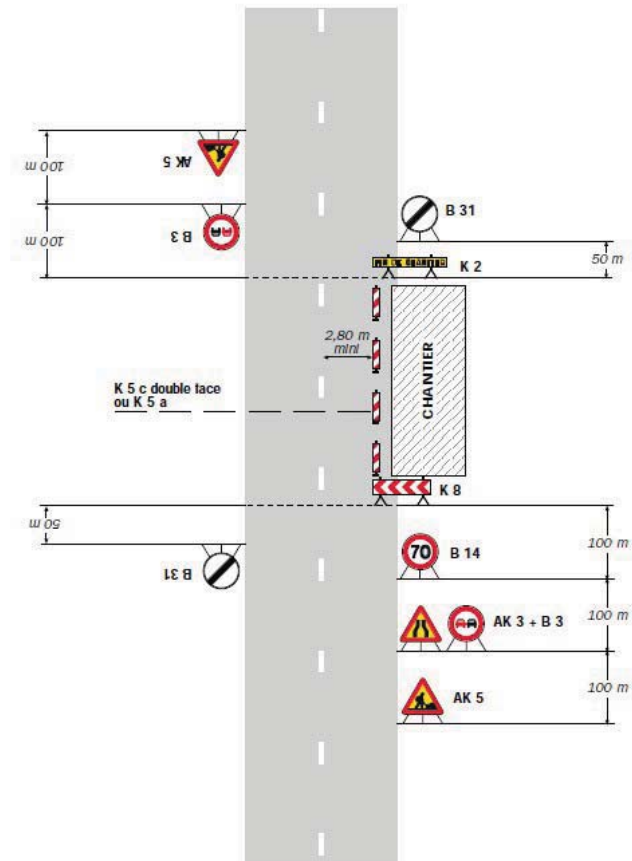 AK 5
100 m
B 3
100 m
B 31
50 m
K 2
2,80 m
mini
CHANTIER
K 5 c double face
ou K 5 a
K 8
50 m
B 31
100 m
70
B 14
100 m
AK 3 + B 3
100 m
AK 5